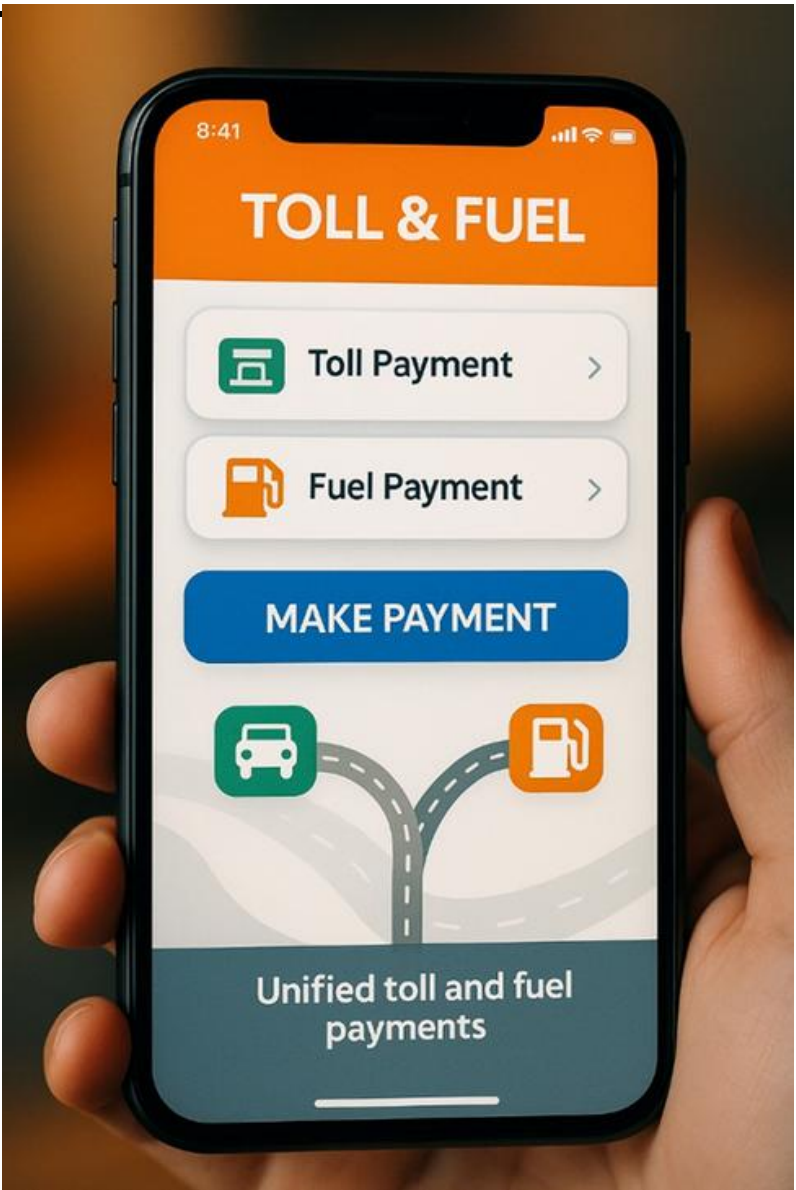 8:41
TOLL & FUEL
Toll Payment
Fuel Payment
MAKE PAYMENT
Unified toll and fuel
payments